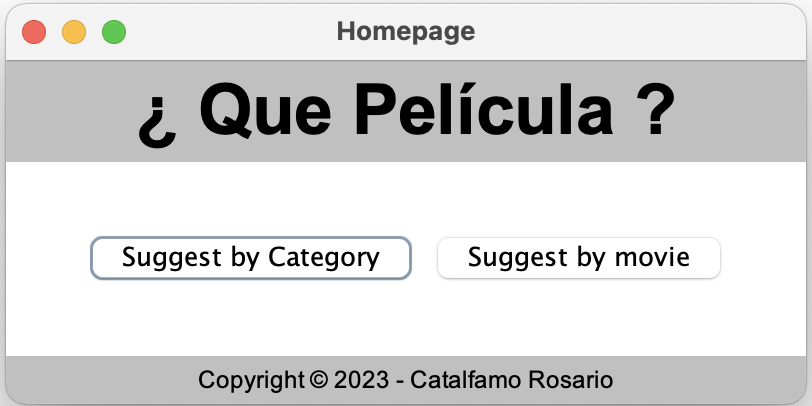 Homepage
¿ Que Película ?
Suggest by Category
Suggest by movie
Copyright © 2023 - Catalfamo Rosario